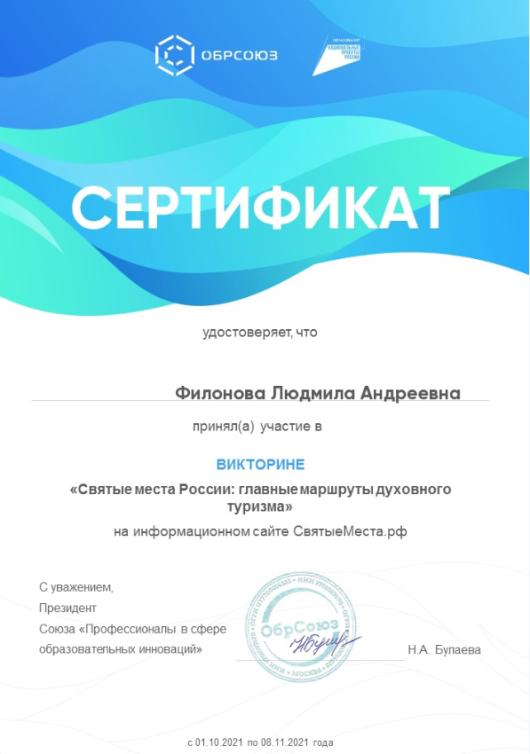 ОБРСОЮЗ
НАЦИОНАЛЬНЫЕ
ПРОЕКТЫ
РОССИИ
СЕРТИФИКАТ
удостоверяет, что
Филонова Людмила Андреевна
принял(а) участие в
ВИКТОРИНЕ
«Святые места России: главные маршруты духовного
туризма»
на информационном сайте СвятыеМеста.рф
С уважением,
Президент
Союза «Профессионалы в сфере
образовательных инноваций»
ОбрСоюз
Н.А. Булаева
с 01.10.2021 по 08.11.2021 года